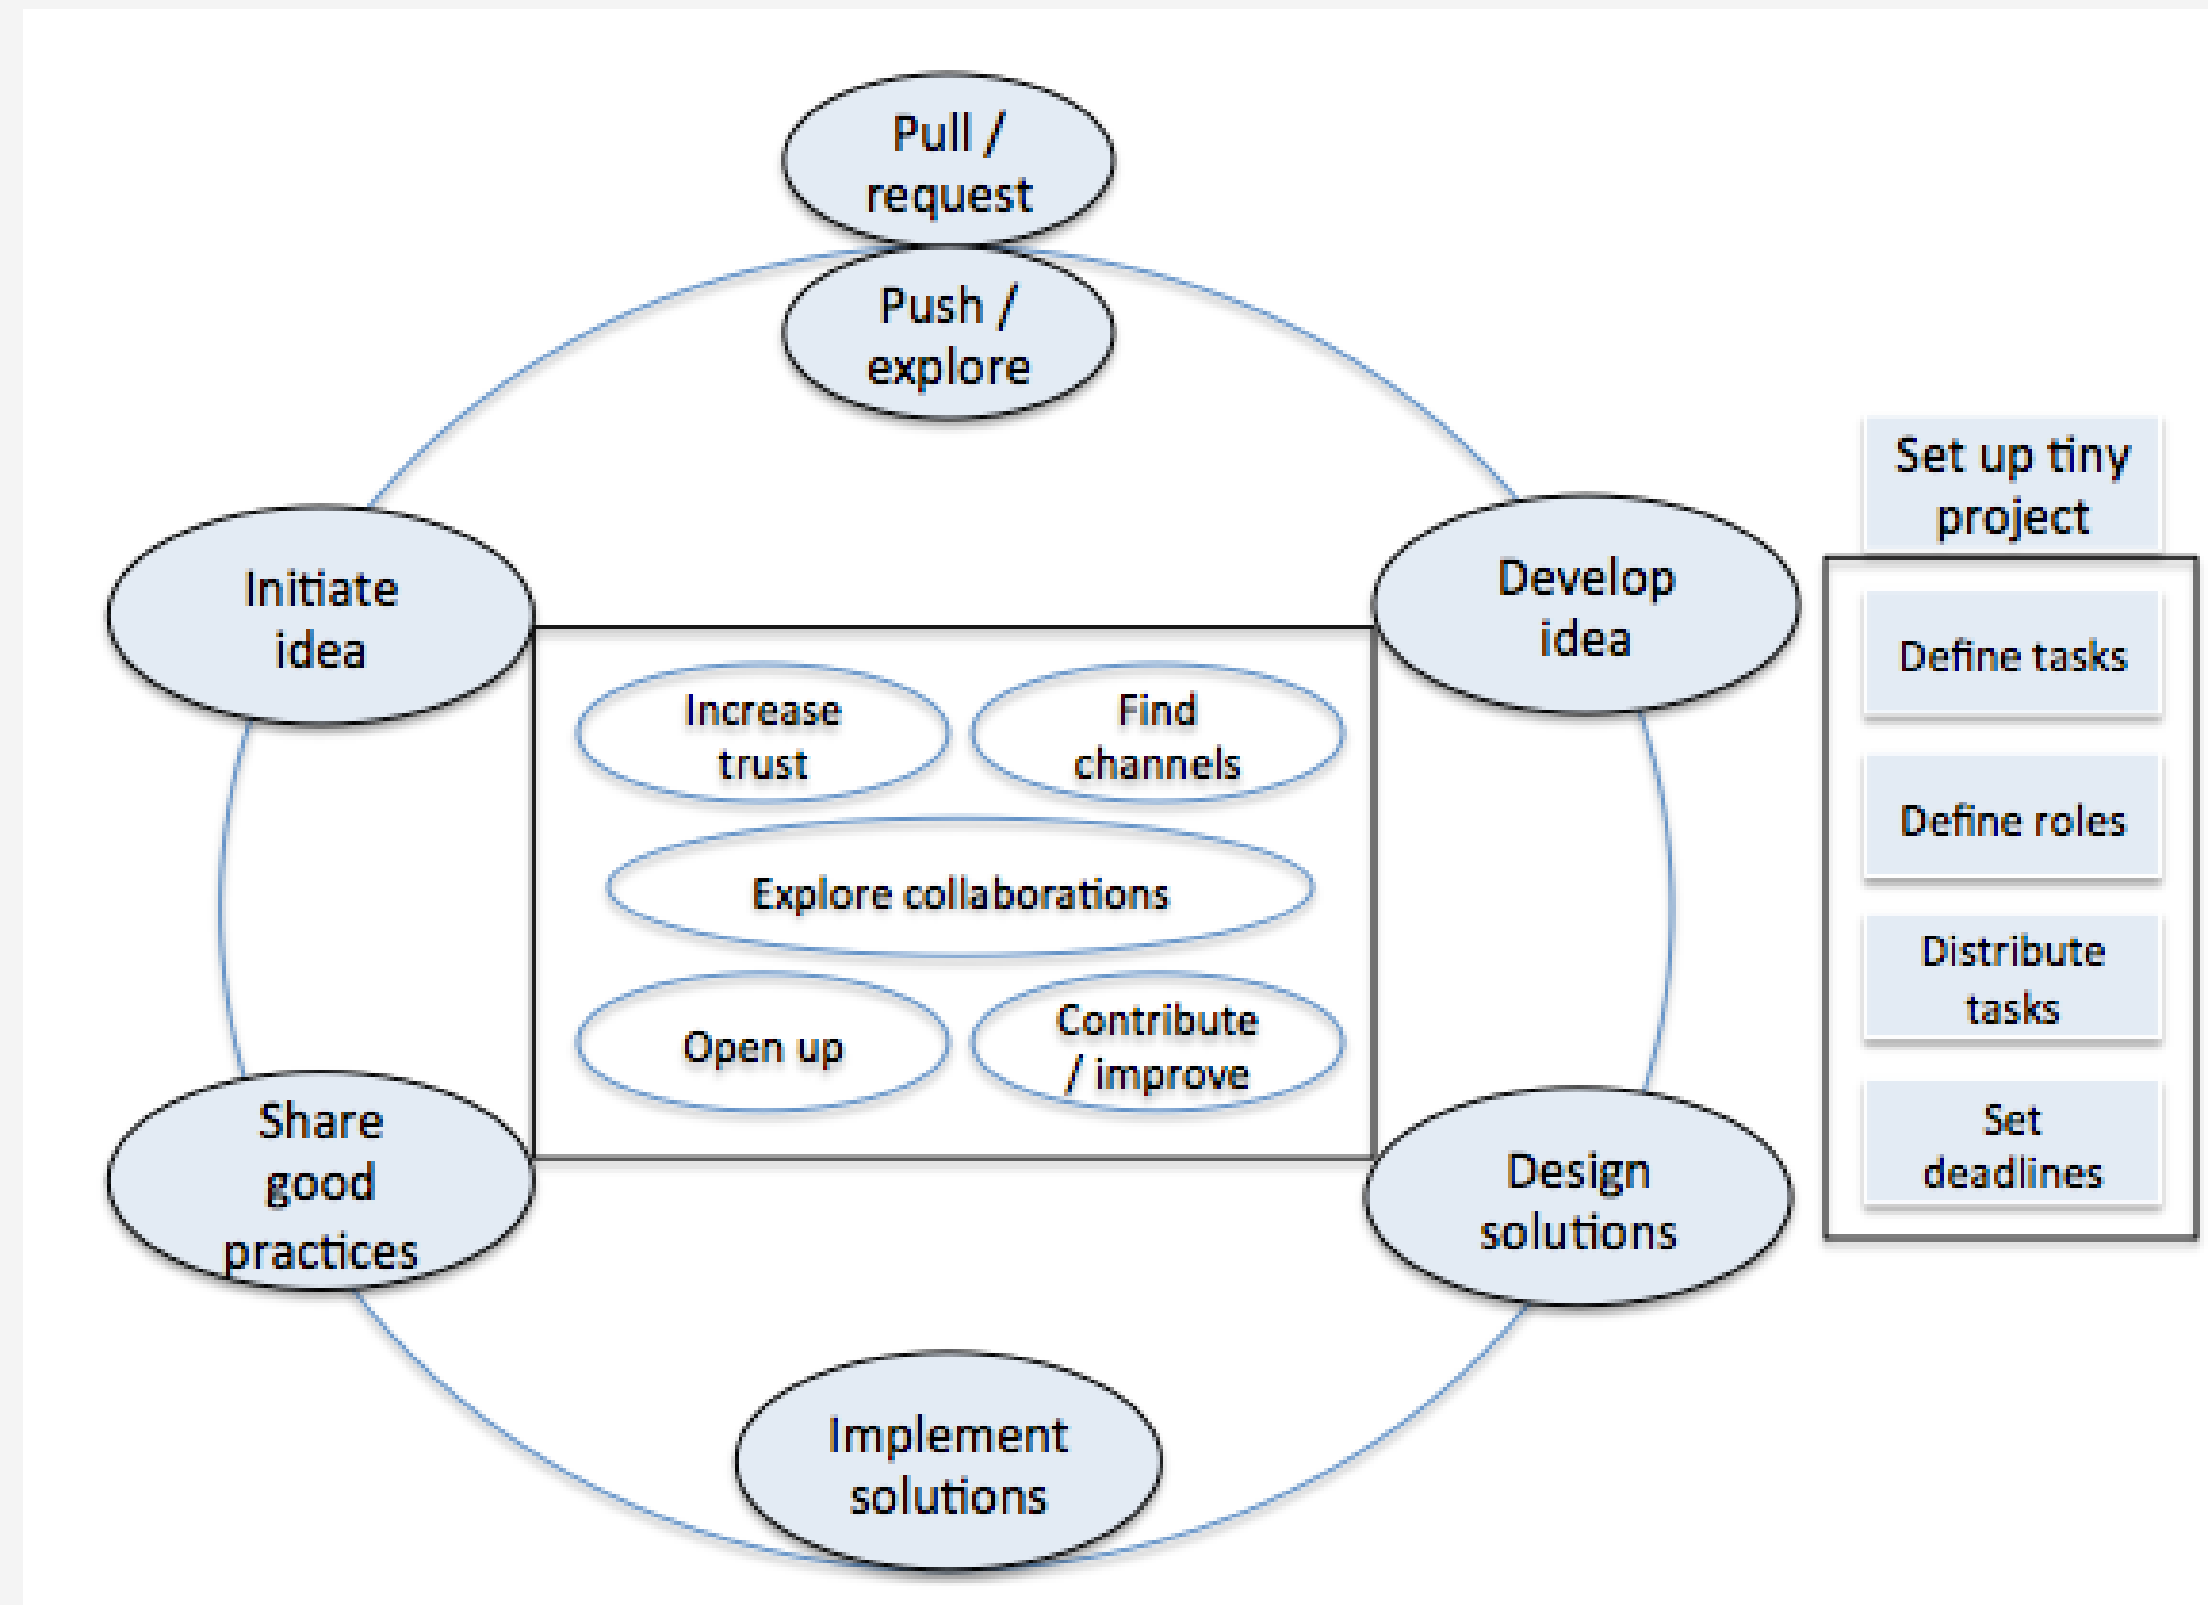 Pull /
request
Push /
explore
Initiate
idea
Develop
idea
Increase
trust
Find
channels
Explore collaborations
Open up
Contribute
/ improve
Share
good
practices
Design
solutions
Implement
solutions
Set up tiny
project
Define tasks
Define roles
Distribute
tasks
Set
deadlines